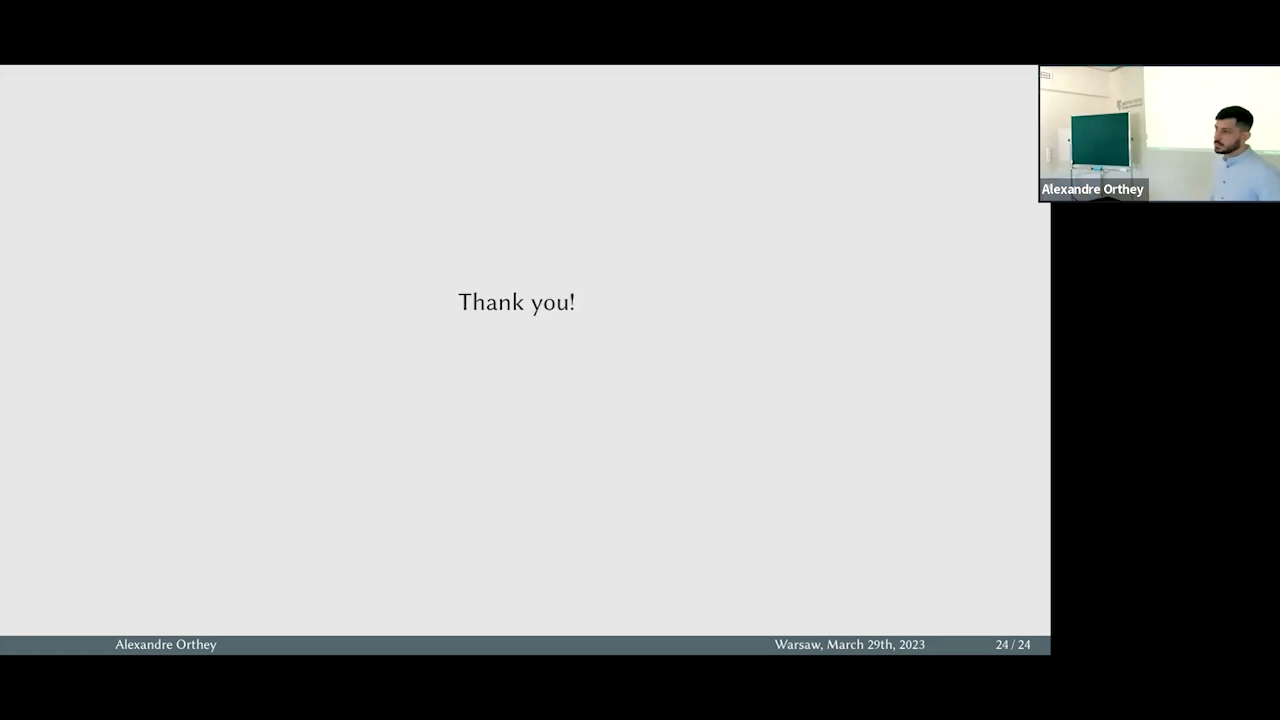 Thank you!
Alexandre Orthey
Alexandre Orthey
Warsaw, March 29th, 2023
24 / 24